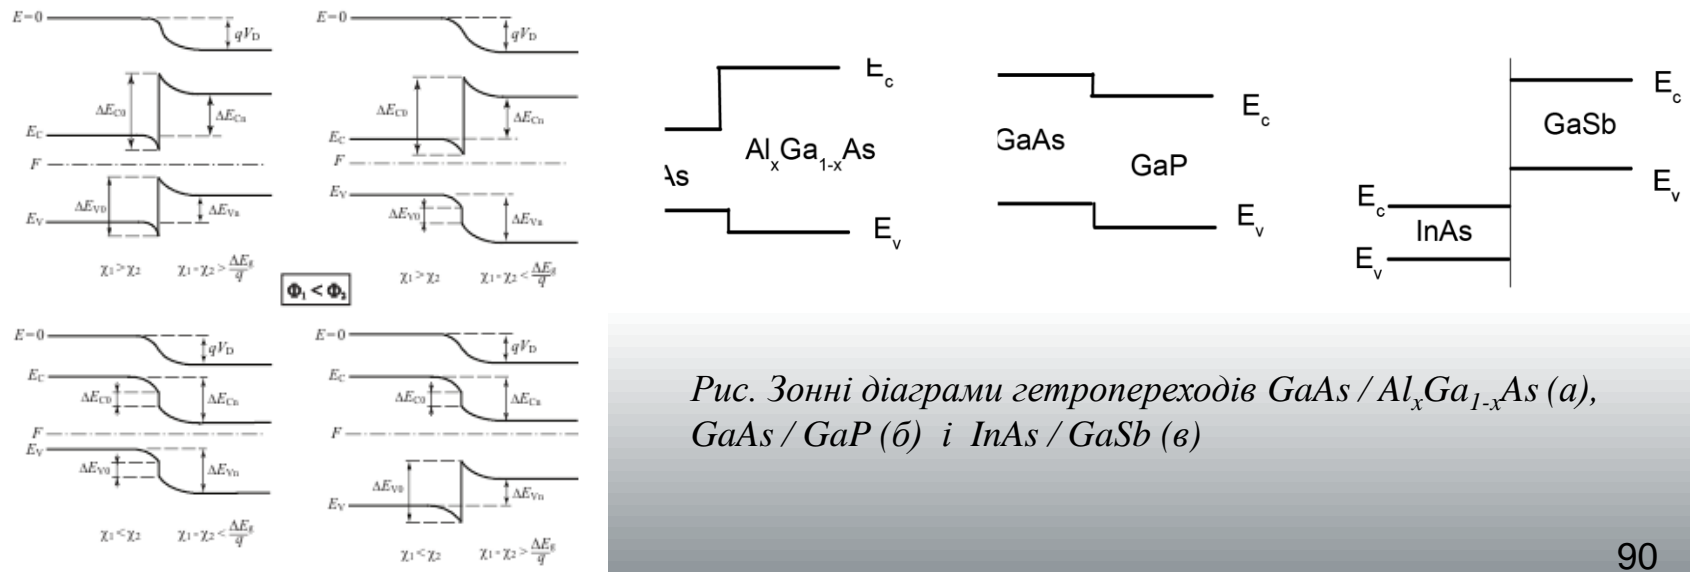 E=0
qV_D
ΔE_C0
ΔE_Cn
E_C
F
ΔE_V0
ΔE_Vn
E_V
χ₁>χ₂ χ₁-χ₂>ΔE_g/q
E=0
qV_D
ΔE_C0
ΔE_Cn
E_C
F
E_V
ΔE_V0
ΔE_Vn
χ₁>χ₂ χ₁-χ₂<ΔE_g/q
Φ₁ < Φ₂
E=0
qV_D
E_C
ΔE_C0
ΔE_Cn
F
E_V
ΔE_V0
ΔE_Vn
χ₁<χ₂ χ₁-χ₂<ΔE_g/q
E=0
qV_D
E_C
ΔE_C0
ΔE_Cn
F
ΔE_V0
ΔE_Vn
E_V
χ₁<χ₂ χ₁-χ₂>ΔE_g/q
E_c
As
Al_xGa_1-xAs
E_v
GaAs
E_c
GaP
E_v
E_c
GaSb
E_v
E_c
InAs
E_v
Рис. Зонні діаграми гетропереходів GaAs / Al_xGa_1-xAs (а),
GaAs / GaP (б) і InAs / GaSb (в)
90